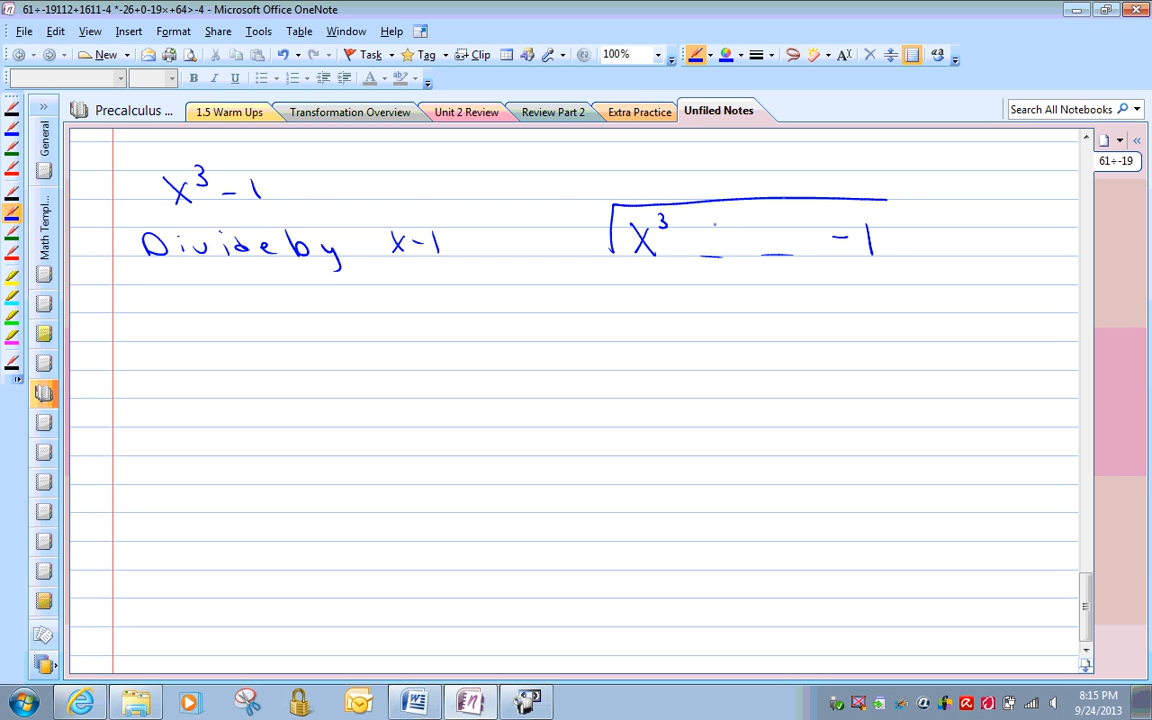 61÷-19112+1611-4 *-26+0-19×+64>-4 - Microsoft Office OneNote
File Edit View Insert Format Share Tools Table Window Help
New Task Tag Clip 100%
B I U A
Precalculus ... 1.5 Warm Ups Transformation Overview Unit 2 Review Review Part 2 Extra Practice Unfiled Notes Search All Notebooks
General
Math Templ...
61÷-19
x³ - 1
Divide by x-1
x³ _ _ -1
8:15 PM
9/24/2013